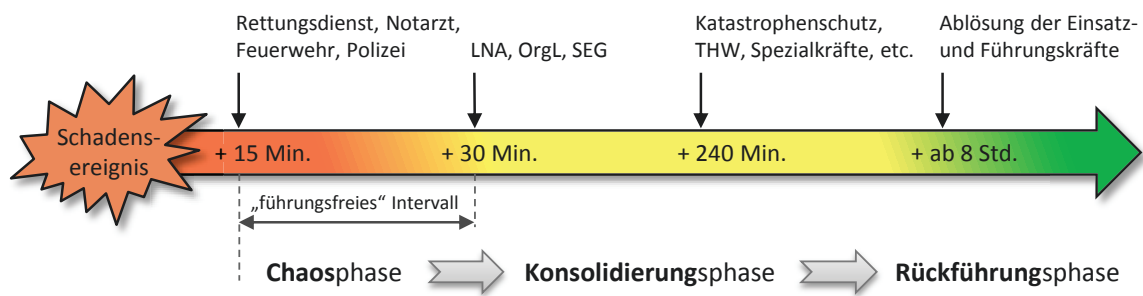 Rettungsdienst, Notarzt,
Feuerwehr, Polizei
LNA, OrgL, SEG
Katastrophenschutz,
THW, Spezialkräfte, etc.
Ablösung der Einsatz-
und Führungskräfte
Schadens-
ereignis
+ 15 Min.
+ 30 Min.
+ 240 Min.
+ ab 8 Std.
„führungsfreies“ Intervall
Chaosphase
Konsolidierungsphase
Rückführungsphase